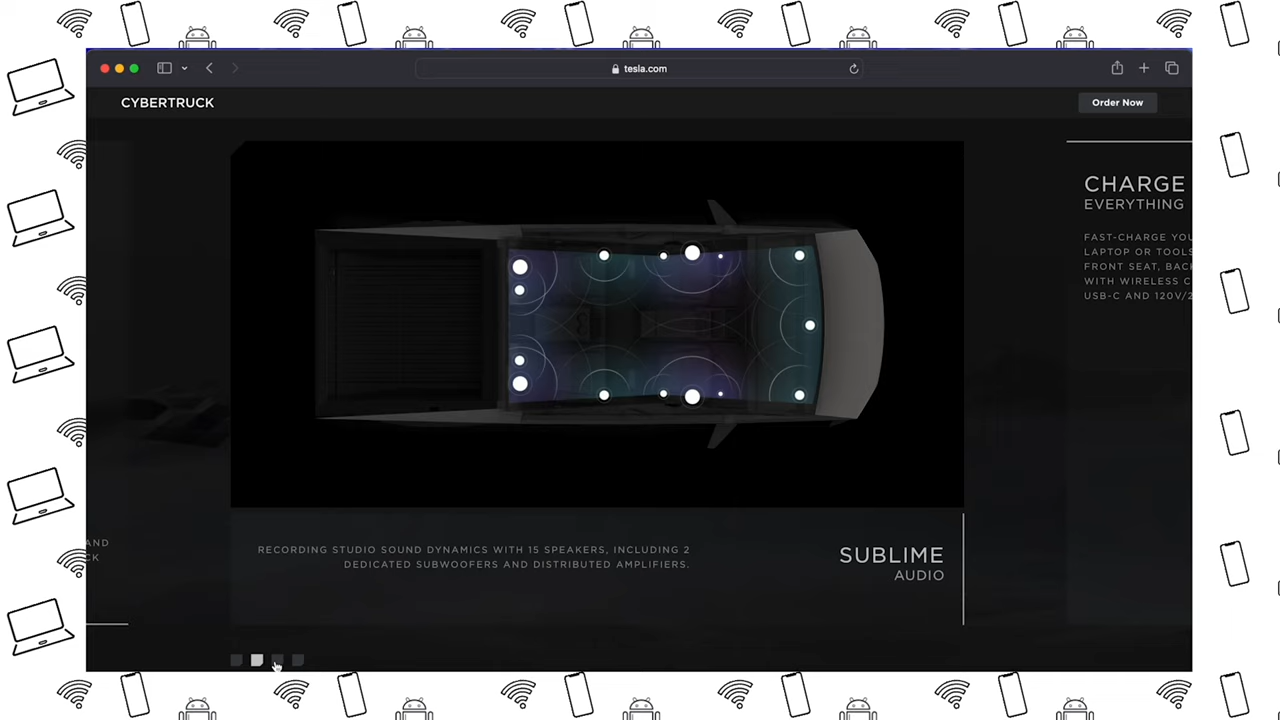 tesla.com
CYBERTRUCK
Order Now
CHARGE
EVERYTHING
FAST-CHARGE YOU
LAPTOP OR TOOLS
FRONT SEAT, BAC
WITH WIRELESS C
USB-C AND 120V/2
AND
CK
RECORDING STUDIO SOUND DYNAMICS WITH 15 SPEAKERS, INCLUDING 2
DEDICATED SUBWOOFERS AND DISTRIBUTED AMPLIFIERS.
SUBLIME
AUDIO